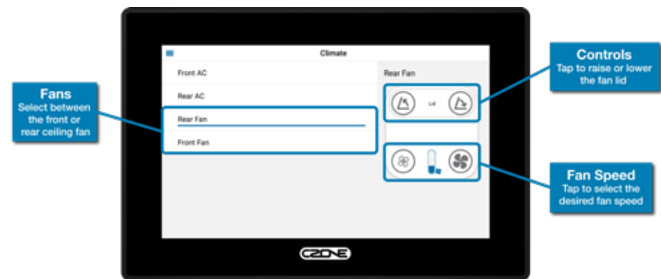 Climate
Front AC
Rear AC
Rear Fan
Front Fan
Rear Fan
Lid
CZONE
Fans
Select between
the front or
rear ceiling fan
Controls
Tap to raise or lower
the fan lid
Fan Speed
Tap to select the
desired fan speed